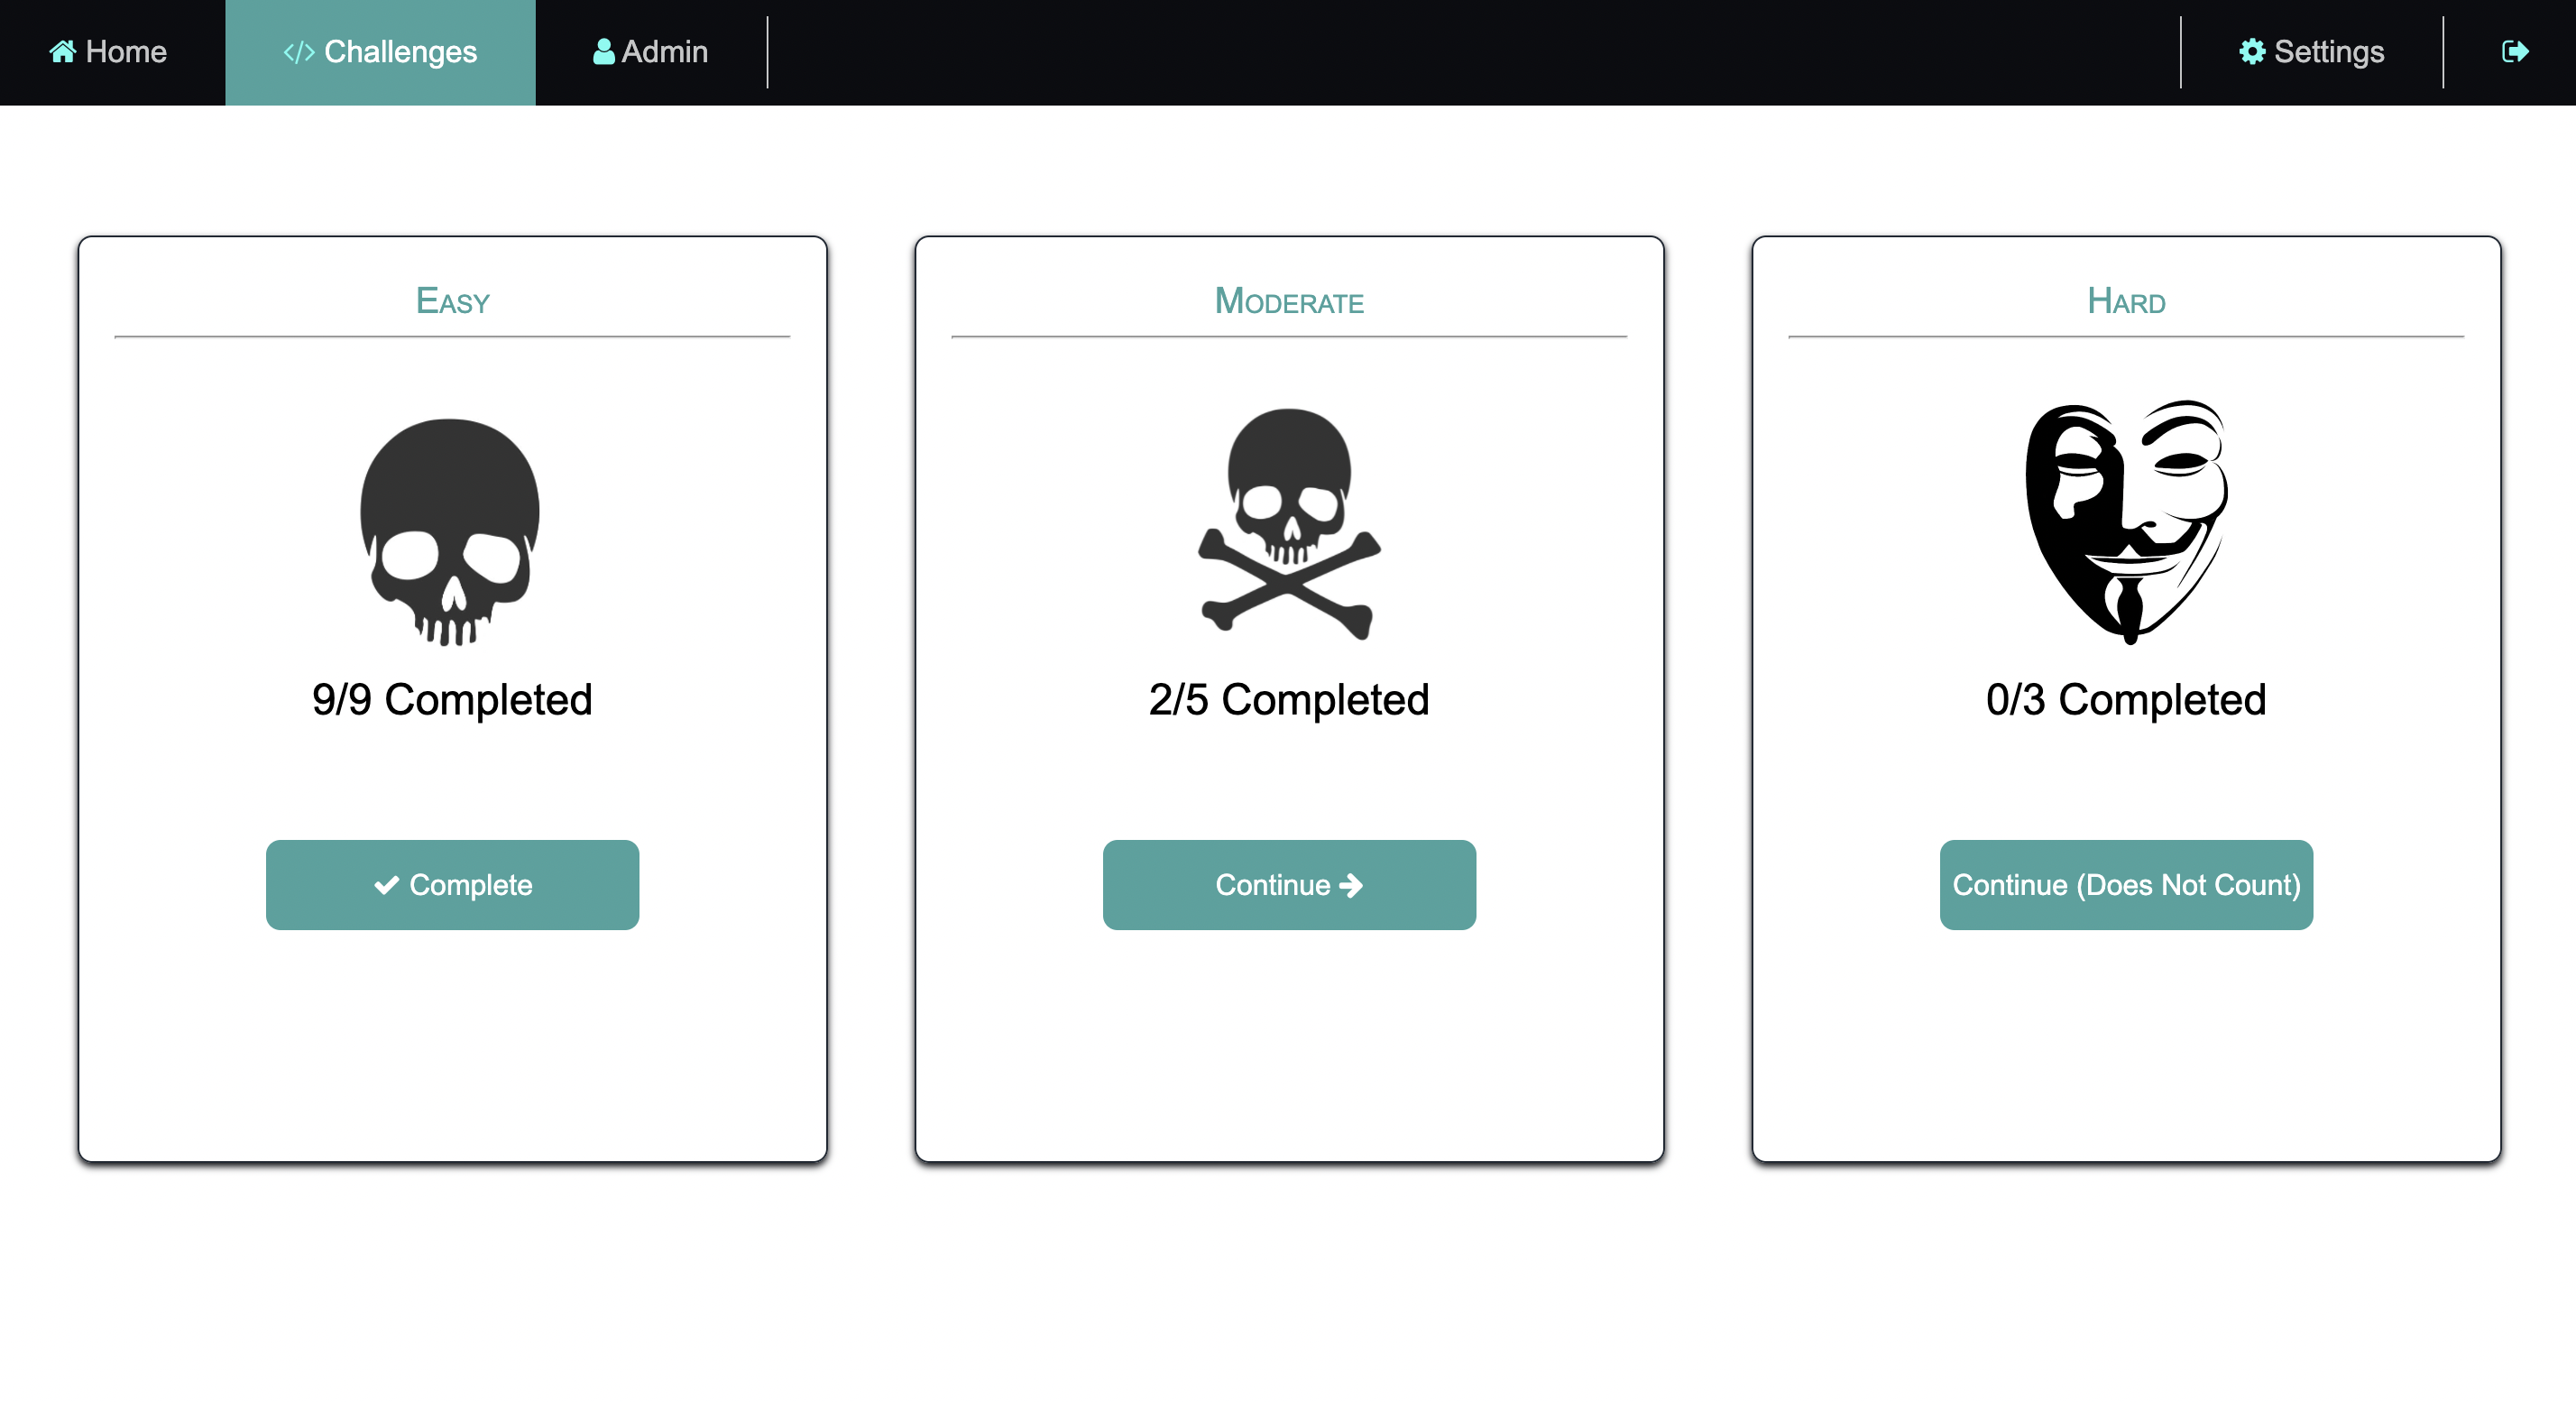 Home
Challenges
Admin
Settings
Easy
9/9 Completed
Complete
Moderate
2/5 Completed
Continue
Hard
0/3 Completed
Continue (Does Not Count)